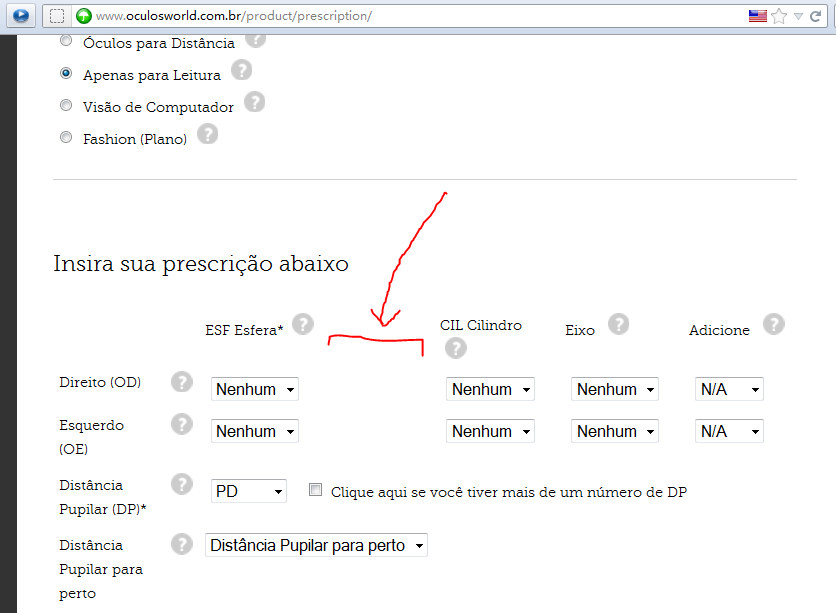 www.oculosworld.com.br/product/prescription/
Óculos para Distância ?
Apenas para Leitura ?
Visão de Computador ?
Fashion (Plano) ?
Insira sua prescrição abaixo
ESF Esfera* ? CIL Cilindro ? Eixo ? Adicione ?
Direito (OD) ? Nenhum Nenhum Nenhum N/A
Esquerdo
(OE) ? Nenhum Nenhum Nenhum N/A
Distância
Pupilar (DP)* ? PD Clique aqui se você tiver mais de um número de DP
Distância
Pupilar para
perto ? Distância Pupilar para perto